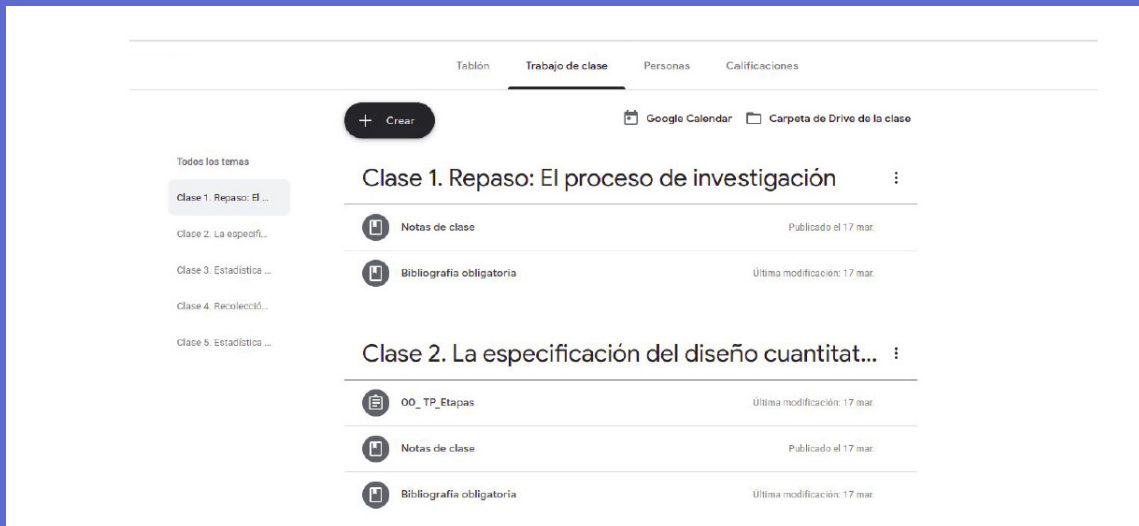 Tablón Trabajo de clase Personas Calificaciones
+ Crear Google Calendar Carpeta de Drive de la clase
Todos los temas
Clase 1. Repaso: El ...
Clase 2. La especifi...
Clase 3. Estadística ...
Clase 4. Recolecció...
Clase 5. Estadística ...
Clase 1. Repaso: El proceso de investigación
Notas de clase Publicado el 17 mar.
Bibliografía obligatoria Última modificación: 17 mar.
Clase 2. La especificación del diseño cuantitat...
00_ TP_Etapas Última modificación: 17 mar.
Notas de clase Publicado el 17 mar.
Bibliografía obligatoria Última modificación: 17 mar.